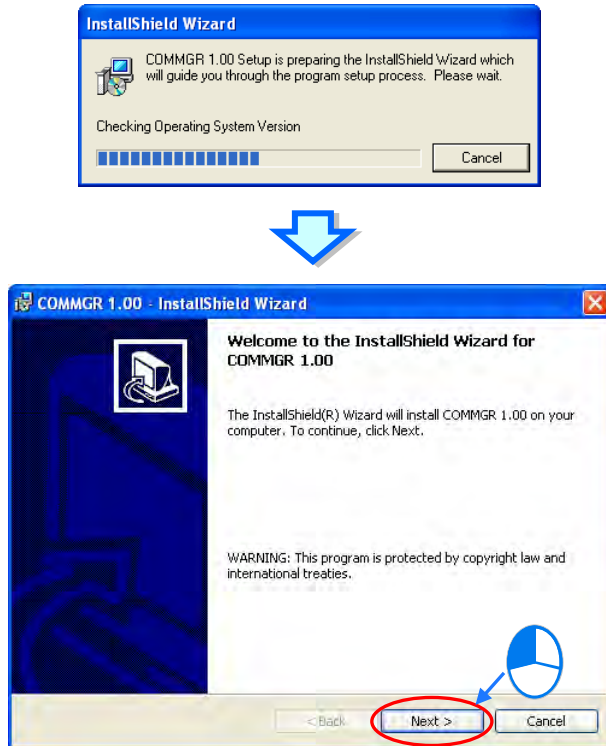 InstallShield Wizard
COMMGR 1.00 Setup is preparing the InstallShield Wizard which
will guide you through the program setup process. Please wait.
Checking Operating System Version
Cancel
COMMGR 1.00 - InstallShield Wizard
Welcome to the InstallShield Wizard for
COMMGR 1.00
The InstallShield(R) Wizard will install COMMGR 1.00 on your
computer. To continue, click Next.
WARNING: This program is protected by copyright law and
international treaties.
< Back Next > Cancel